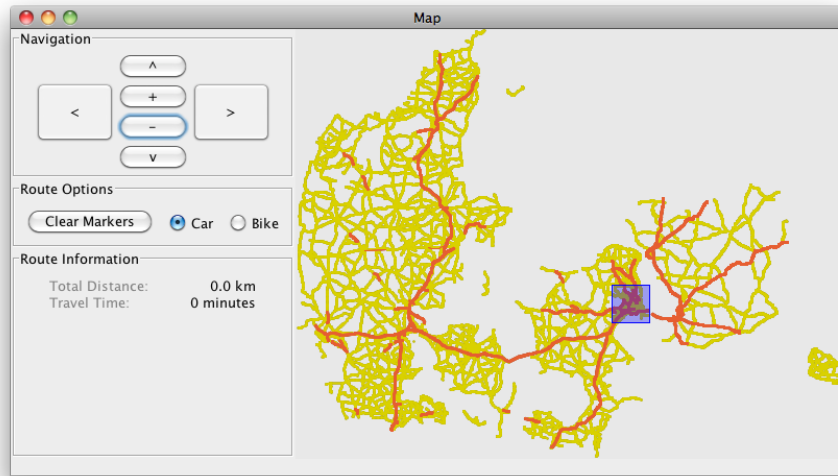 Map
Navigation
^
+
<
>
-
v
Route Options
Clear Markers
Car
Bike
Route Information
Total Distance: 0.0 km
Travel Time: 0 minutes